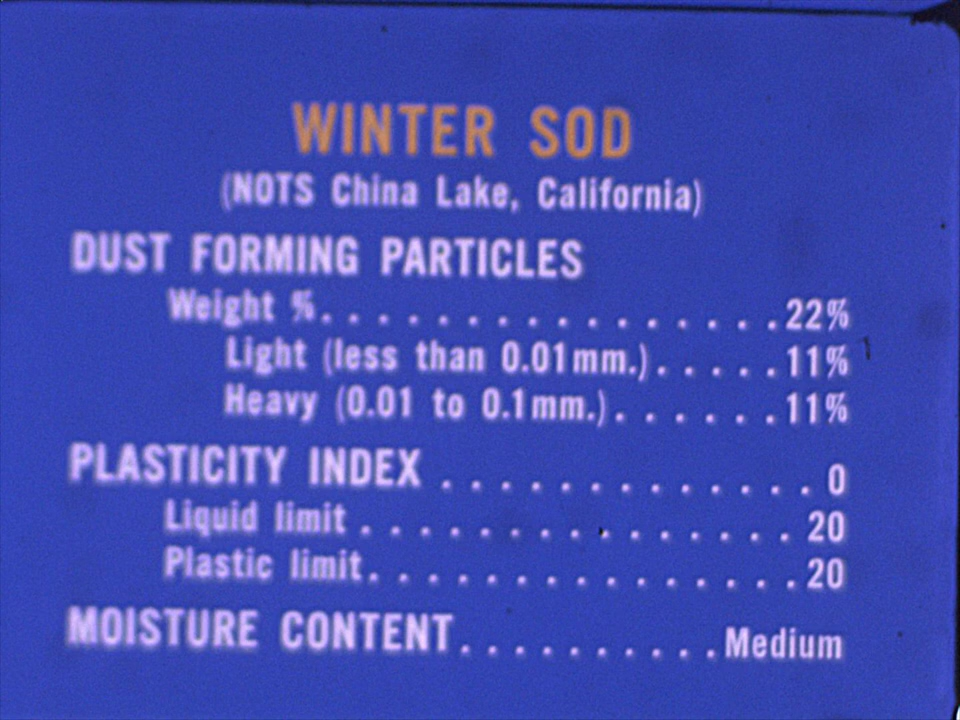 WINTER SOD
(NOTS China Lake, California)
DUST FORMING PARTICLES
Weight %. . . . . . . . . . . . . . . . .22%
Light (less than 0.01mm.). . . . .11%
Heavy (0.01 to 0.1mm.). . . . . .11%
PLASTICITY INDEX . . . . . . . . . . . . . 0
Liquid limit . . . . . . . . . . . . . . . 20
Plastic limit. . . . . . . . . . . . . . .20
MOISTURE CONTENT. . . . . . . . .Medium